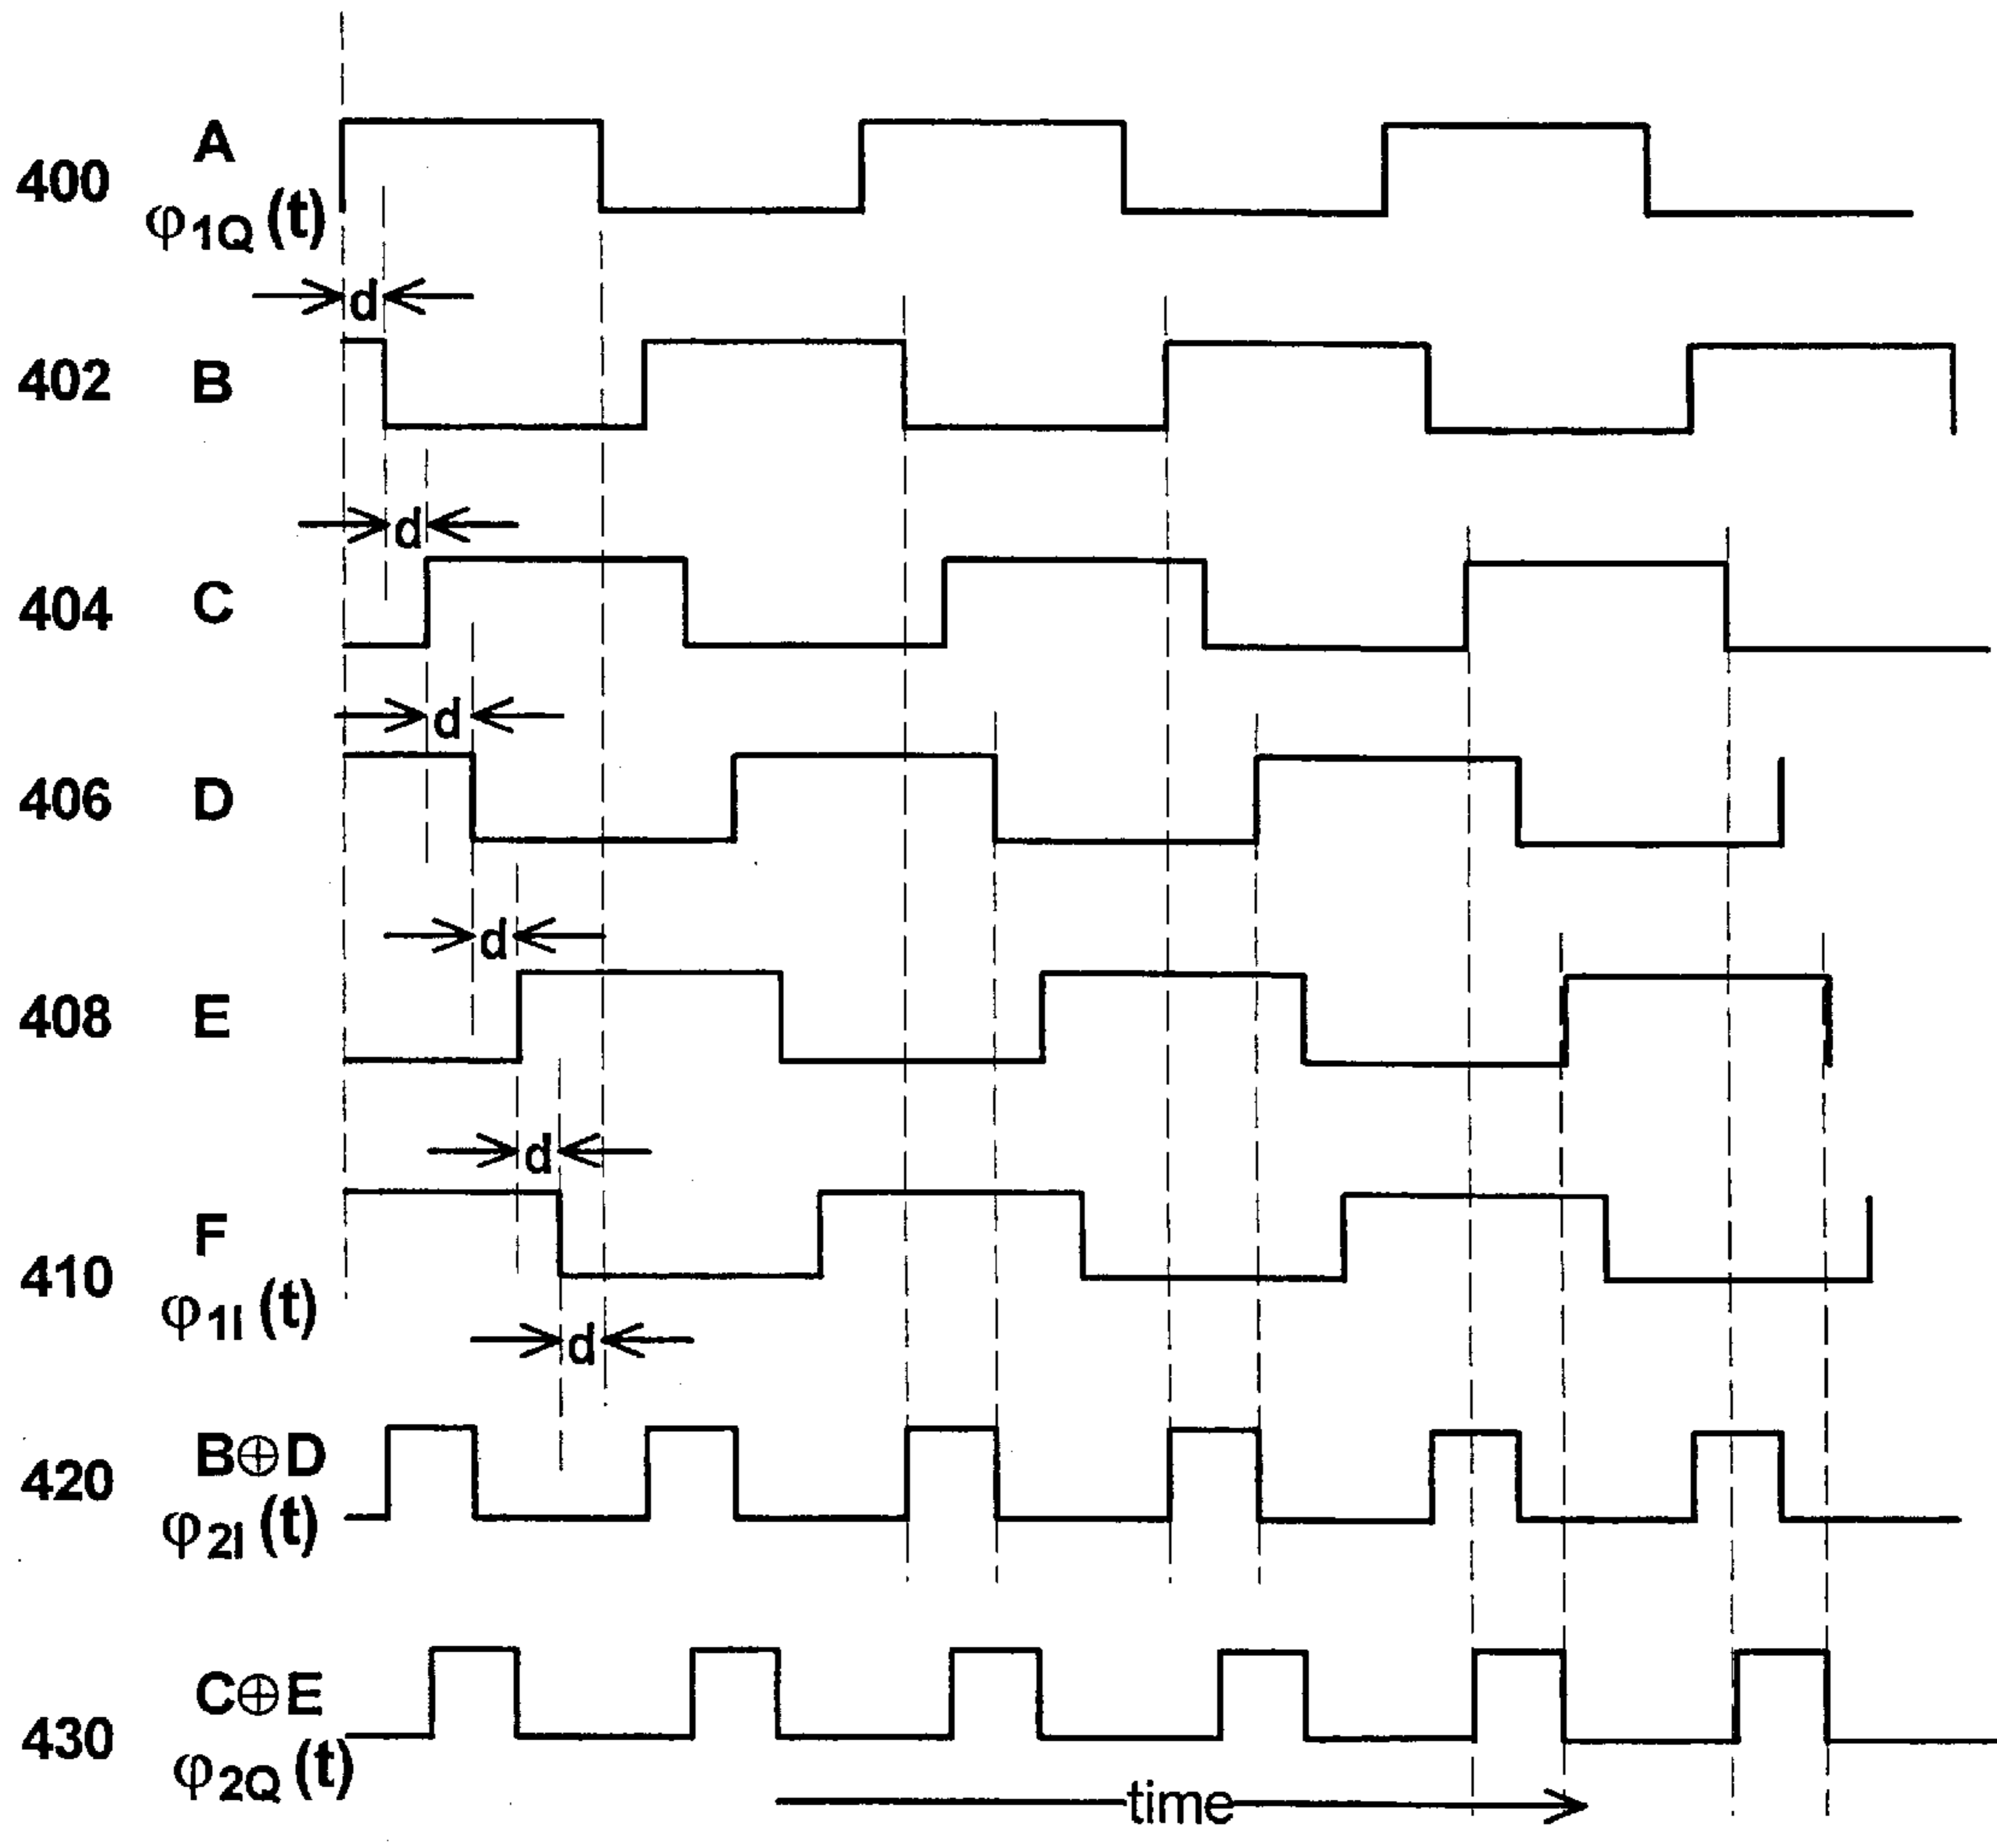 400 A
φ1Q(t)
d
402 B
d
404 C
d
406 D
d
408 E
d
410 F
φ1I(t)
d
420 B⊕D
φ2I(t)
430 C⊕E
φ2Q(t)
time